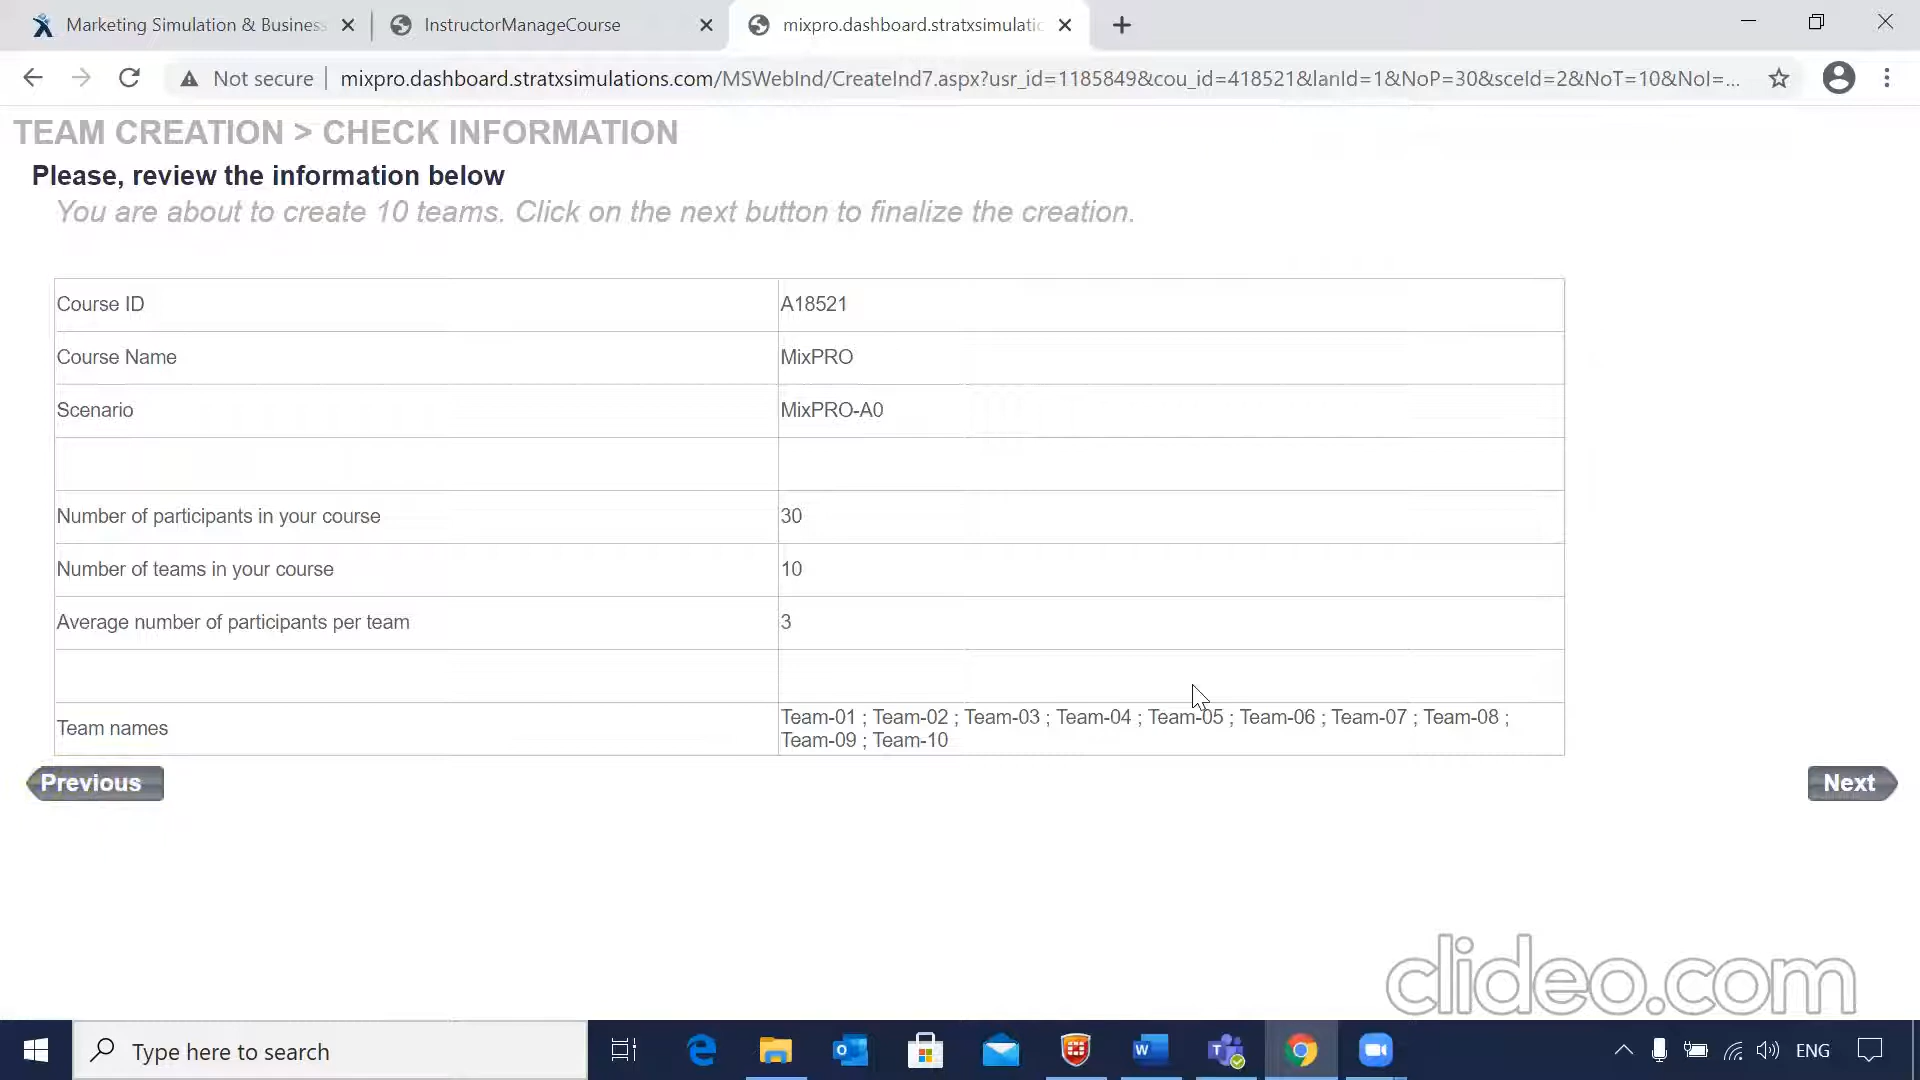 Marketing Simulation & Business
InstructorManageCourse
mixpro.dashboard.stratxsimulatio
Not secure
mixpro.dashboard.stratxsimulations.com/MSWebInd/CreateInd7.aspx?usr_id=1185849&cou_id=418521&lanId=1&NoP=30&sceId=2&NoT=10&NoI=...
TEAM CREATION > CHECK INFORMATION
Please, review the information below
You are about to create 10 teams. Click on the next button to finalize the creation.
Course ID A18521
Course Name MixPRO
Scenario MixPRO-A0
Number of participants in your course 30
Number of teams in your course 10
Average number of participants per team 3
Team names Team-01 ; Team-02 ; Team-03 ; Team-04 ; Team-05 ; Team-06 ; Team-07 ; Team-08 ;
Team-09 ; Team-10
Previous
Next
clideo.com
Type here to search
ENG